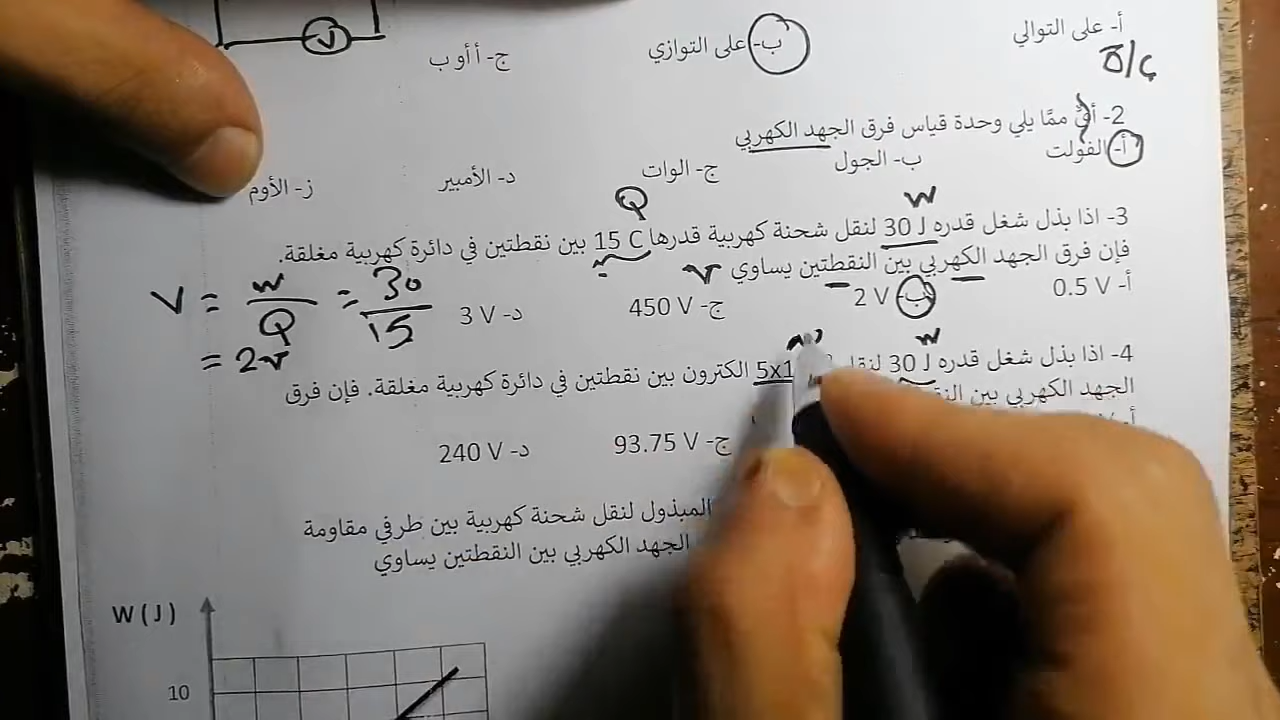 V
أ- على التوالي
ب- على التوازي
ج- أ أو ب
2- أيٌّ ممَّا يلي وحدة قياس فرق الجهد الكهربي
أ- الفولت
ب- الجول
ج- الوات
د- الأمبير
ز- الأوم
W
Q
3- اذا بذل شغل قدره 30 J لنقل شحنة كهربية قدرها 15 C بين نقطتين في دائرة كهربية مغلقة.
فإن فرق الجهد الكهربي بين النقطتين يساوي V
أ- 0.5 V
ب- 2 V
ج- 450 V
د- 3 V
V = W/Q = 30/15
= 2V
W
4- اذا بذل شغل قدره 30 J لنقل 5x1 الكترون بين نقطتين في دائرة كهربية مغلقة. فإن فرق
الجهد الكهربي بين
ج- 93.75 V
د- 240 V
المبذول لنقل شحنة كهربية بين طرفي مقاومة
الجهد الكهربي بين النقطتين يساوي
W ( J )
10